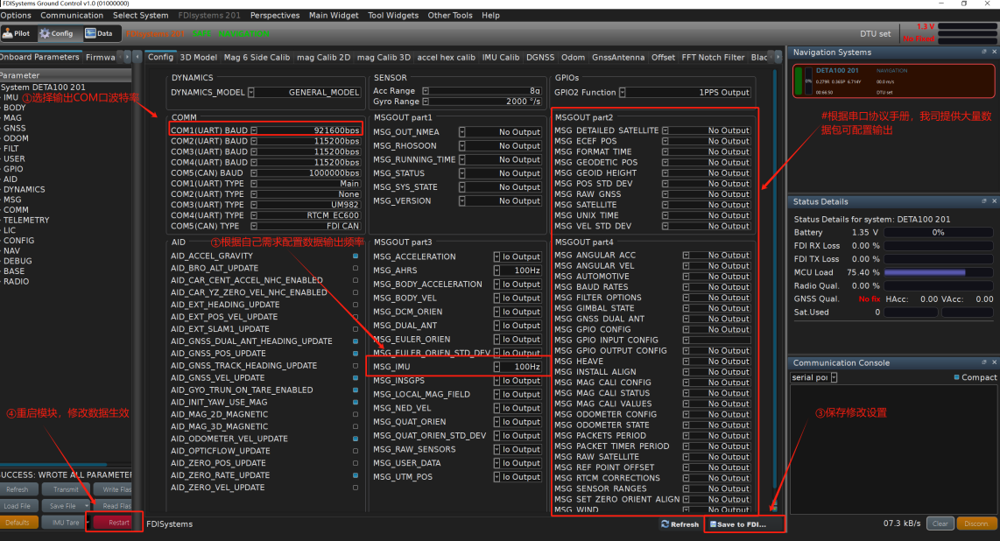 FDISystems Ground Control v1.0 (01000000)
Options Communication Select System FDIsystems 201 Perspectives Main Widget Tool Widgets Other Tools Help
Pilot Config Data
SAFE NAVIGATION
DTU set
1.3 V
No Fixed
Onboard Parameters Firmwa
Config 3D Model Mag 6 Side Calib mag Calib 2D mag Calib 3D accel hex calib IMU Calib DGNSS Odom GnssAntenna Offset FFT Notch Filter Blac
Parameter
System DETA100 201
IMU
BODY
MAG
GNSS
ODOM
FILT
USER
GPIO
AID
DYNAMICS
MSG
COMM
TELEMETRY
LIC
CONFIG
NAV
DEBUG
BASE
RADIO
①选择输出COM口波特率
④重启模块，修改数据生效
SUCCESS: WROTE ALL PARAMETER
Refresh Transmit Write Flas
Load File Save File Read Flas
Defaults IMU Tare Restart
DYNAMICS
DYNAMICS_MODEL GENERAL_MODEL
COMM
COM1(UART) BAUD 921600bps
COM2(UART) BAUD 115200bps
COM3(UART) BAUD 115200bps
COM4(UART) BAUD 115200bps
COM5(CAN) BAUD 1000000bps
COM1(UART) TYPE Main
COM2(UART) TYPE None
COM3(UART) TYPE UM982
COM4(UART) TYPE RTCM EC600
COM5(CAN) TYPE FDI CAN
AID
AID_ACCEL_GRAVITY
AID_BRO_ALT_UPDATE
AID_CAR_CENT_ACCEL_NHC_ENABLED
AID_CAR_YZ_ZERO_VEL_NHC_ENABLED
AID_EXT_HEADING_UPDATE
AID_EXT_POS_VEL_UPDATE
AID_EXT_SLAM1_UPDATE
AID_GNSS_DUAL_ANT_HEADING_UPDATE
AID_GNSS_POS_UPDATE
AID_GNSS_TRACK_HEADING_UPDATE
AID_GNSS_VEL_UPDATE
AID_GYO_TRUN_ON_TARE_ENABLED
AID_INIT_YAW_USE_MAG
AID_MAG_2D_MAGNETIC
AID_MAG_3D_MAGNETIC
AID_ODOMETER_VEL_UPDATE
AID_OPTICFLOW_UPDATE
AID_ZERO_POS_UPDATE
AID_ZERO_RATE_UPDATE
AID_ZERO_VEL_UPDATE
①根据自己需求配置数据输出频率
SENSOR
Acc Range 8g
Gyro Range 2000 °/s
MSGOUT part1
MSG_OUT_NMEA No Output
MSG_RHOSOON No Output
MSG_RUNNING_TIME No Output
MSG_STATUS No Output
MSG_SYS_STATE No Output
MSG_VERSION No Output
MSGOUT part3
MSG_ACCELERATION lo Output
MSG_AHRS 100Hz
MSG_BODY_ACCELERATION lo Output
MSG_BODY_VEL lo Output
MSG_DCM_ORIEN lo Output
MSG_DUAL_ANT lo Output
MSG_EULER_ORIEN lo Output
MSG_EULER_ORIEN_STD_DEV lo Output
MSG_IMU 100Hz
MSG_INSGPS lo Output
MSG_LOCAL_MAG_FIELD lo Output
MSG_NED_VEL lo Output
MSG_QUAT_ORIEN lo Output
MSG_QUAT_ORIEN_STD_DEV lo Output
MSG_RAW_SENSORS lo Output
MSG_USER_DATA lo Output
MSG_UTM_POS lo Output
GPIOs
GPIO2 Function 1PPS Output
MSGOUT part2
MSG DETAILED SATELLITE No Output
MSG ECEF POS No Output
MSG FORMAT TIME No Output
MSG GEODETIC POS No Output
MSG GEOID HEIGHT No Output
MSG POS STD DEV No Output
MSG RAW GNSS No Output
MSG SATELLITE No Output
MSG UNIX TIME No Output
MSG VEL STD DEV No Output
MSGOUT part4
MSG ANGULAR ACC No Output
MSG ANGULAR VEL No Output
MSG AUTOMOTIVE No Output
MSG BAUD RATES No Output
MSG FILTER OPTIONS No Output
MSG GIMBAL STATE No Output
MSG GNSS DUAL ANT No Output
MSG GPIO CONFIG No Output
MSG GPIO INPUT CONFIG
MSG GPIO OUTPUT CONFIG No Output
MSG HEAVE No Output
MSG INSTALL ALIGN No Output
MSG MAG CALI CONFIG No Output
MSG MAG CALI STATUS No Output
MSG MAG CALI VALUES No Output
MSG ODOMETER CONFIG No Output
MSG ODOMETER STATE No Output
MSG PACKETS PERIOD No Output
MSG PACKET TIMER PERIOD No Output
MSG RAW SATELLITE No Output
MSG REF POINT OFFSET No Output
MSG RTCM CORRECTIONS No Output
MSG SENSOR RANGES No Output
MSG SET ZERO ORIENT ALIGN No Output
MSG WIND No Output
FDISystems
Refresh Save to FDI...
Navigation Systems
DETA100 201 NAVIGATION
0% 0.279R 0.365P 6.714Y 00.0 m/s
00:66:50 DTU set
#根据串口协议手册，我司提供大量数
据包可配置输出
Status Details
Status Details for system: DETA100 201
Battery 1.35 V 0%
FDI RX Loss 0.00 %
FDI TX Loss 0.00 %
MCU Load 75.40 %
Radio Qual. 0.00 %
GNSS Qual. No fix HAcc: 0.00 VAcc: 0.00
Sat.Used 0
Communication Console
serial por Compact
③保存修改设置
07.3 kB/s Clear Disconn.